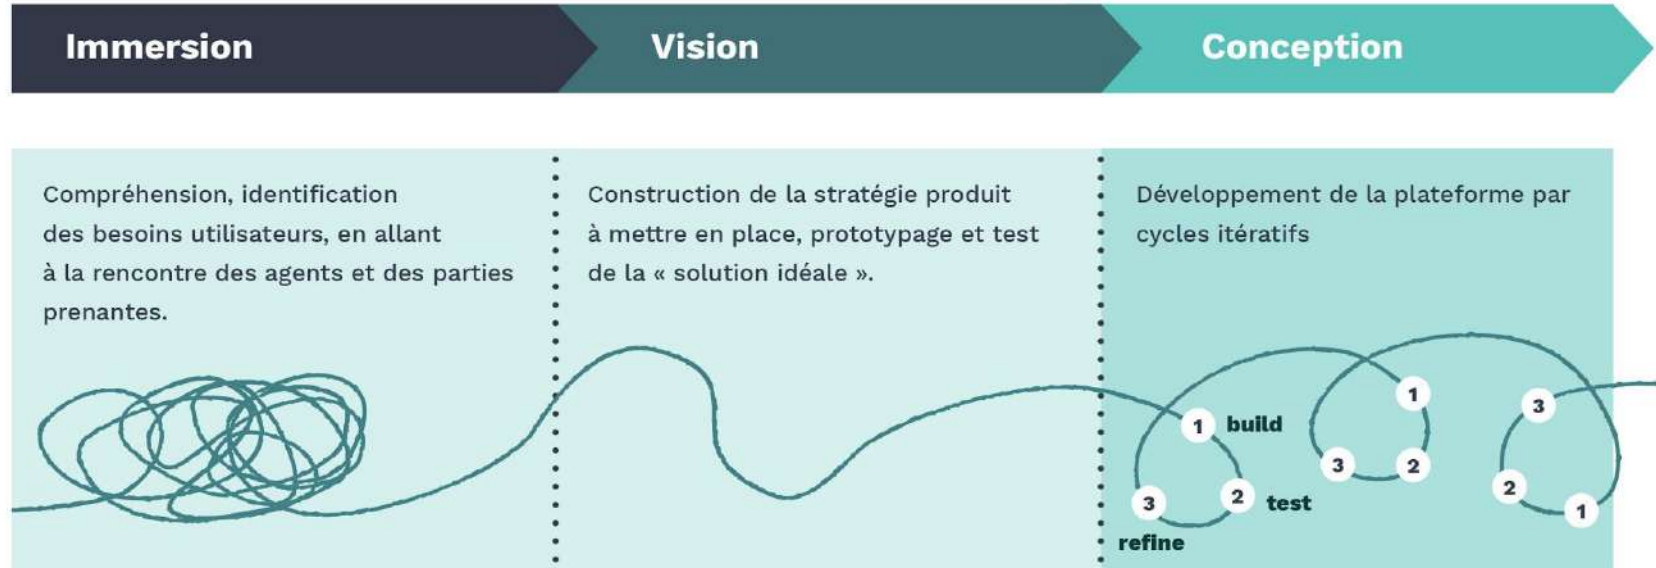 Immersion
Vision
Conception
Compréhension, identification
des besoins utilisateurs, en allant
à la rencontre des agents et des parties
prenantes.
Construction de la stratégie produit
à mettre en place, prototypage et test
de la « solution idéale ».
Développement de la plateforme par
cycles itératifs
1 build
2 test
3
refine
1
2
3
1
2
3